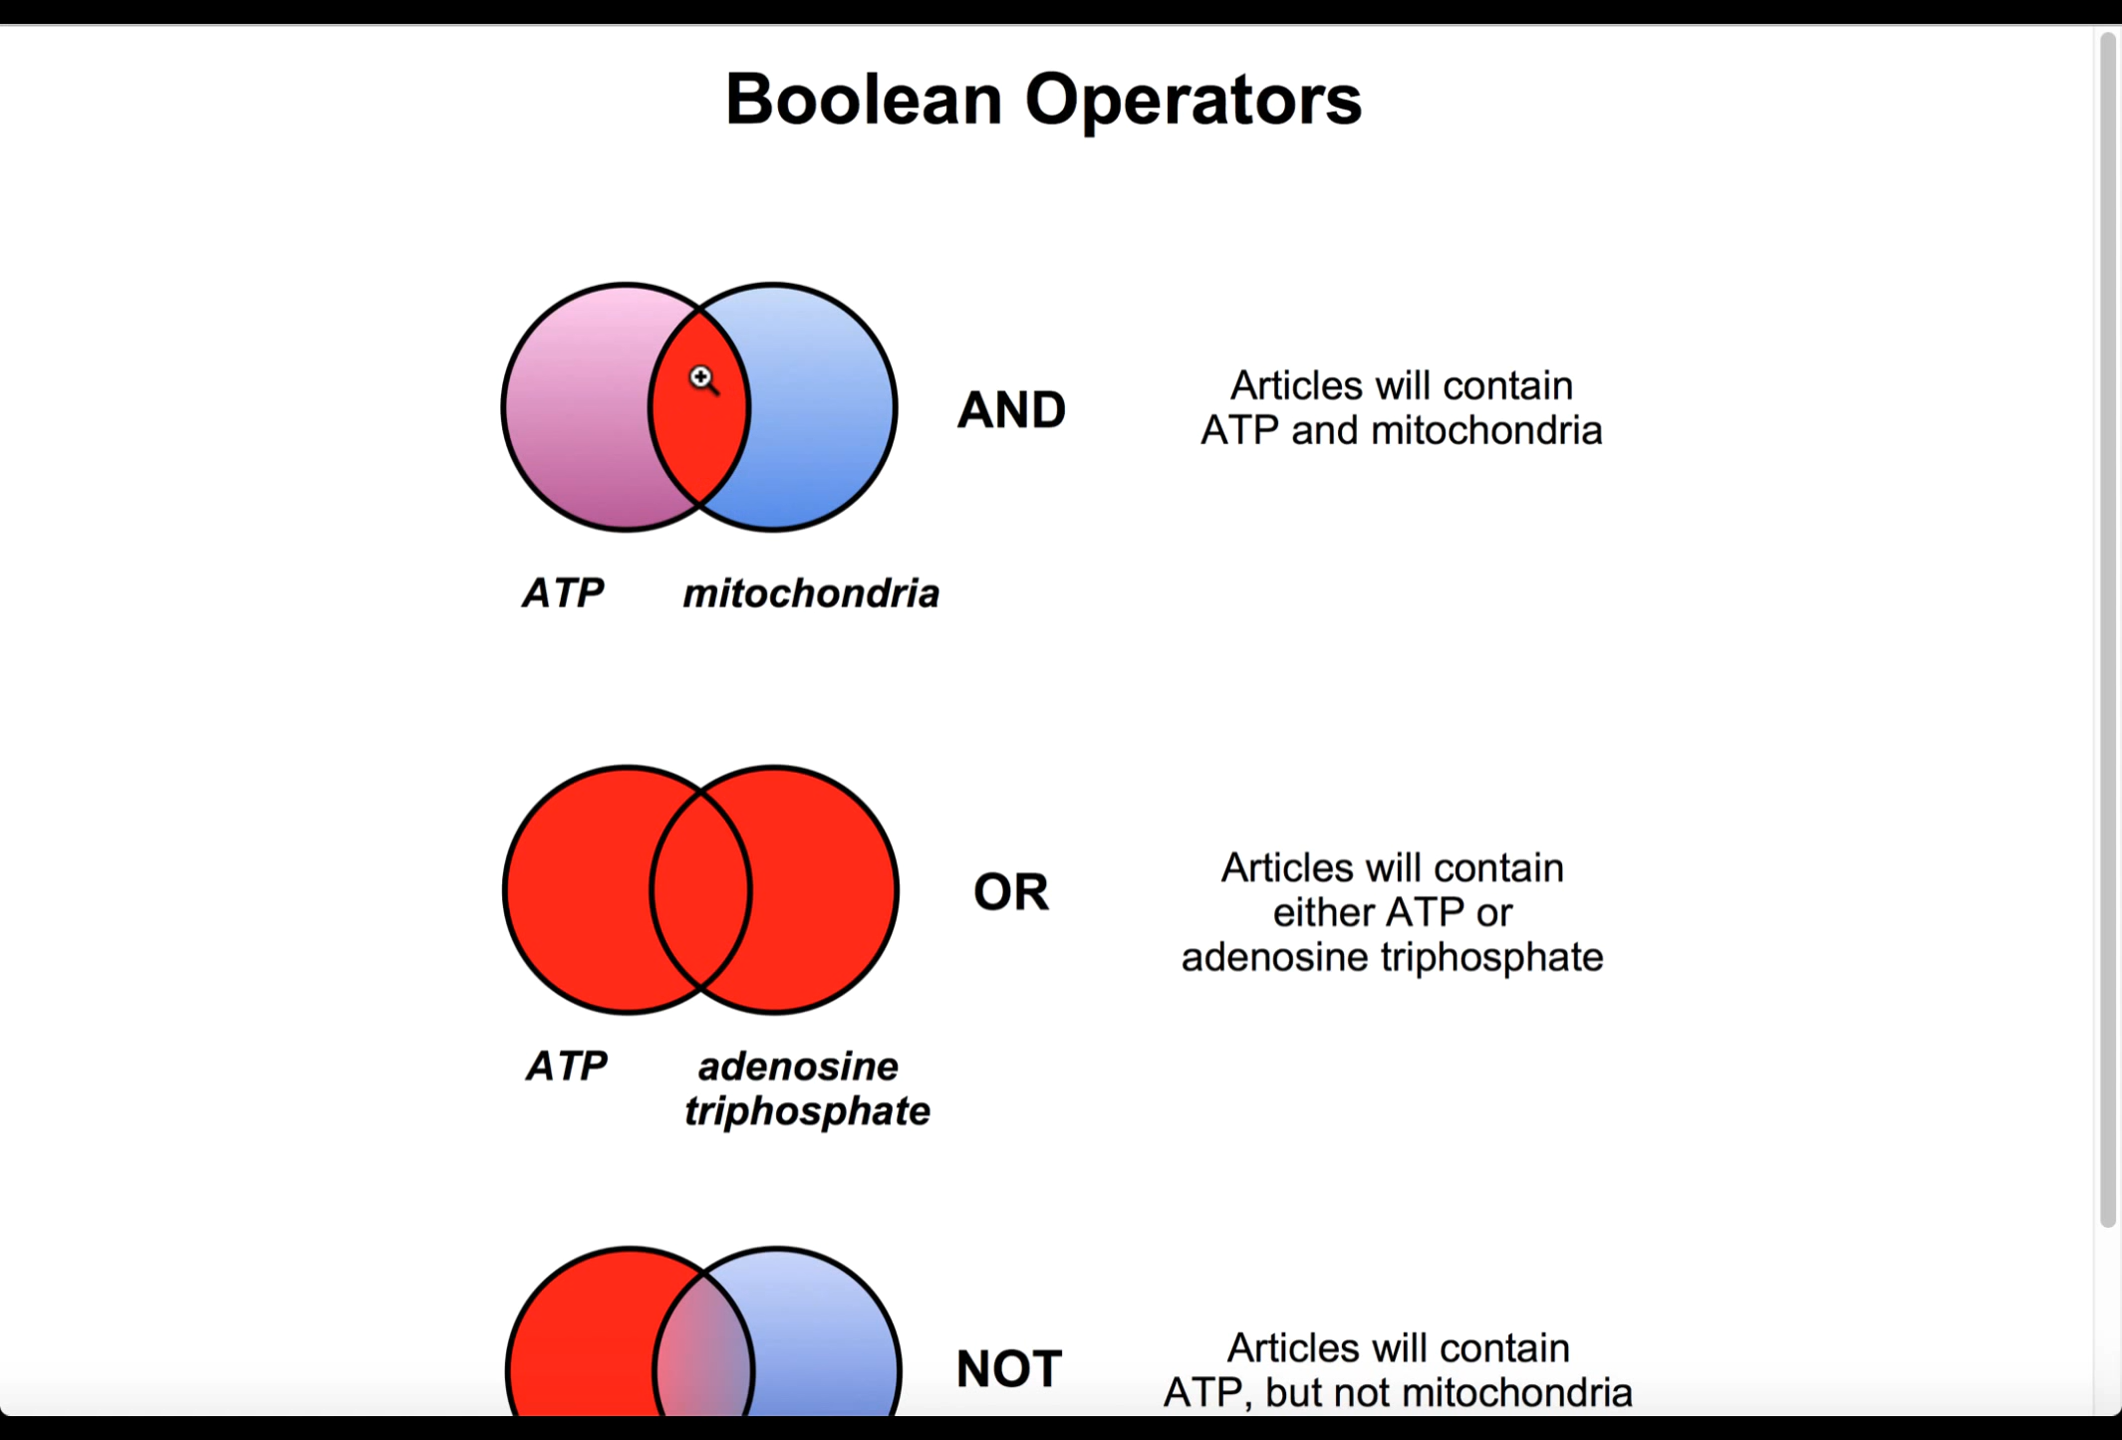 Boolean Operators
AND
Articles will contain
ATP and mitochondria
ATP mitochondria
OR
Articles will contain
either ATP or
adenosine triphosphate
ATP adenosine
triphosphate
NOT
Articles will contain
ATP, but not mitochondria